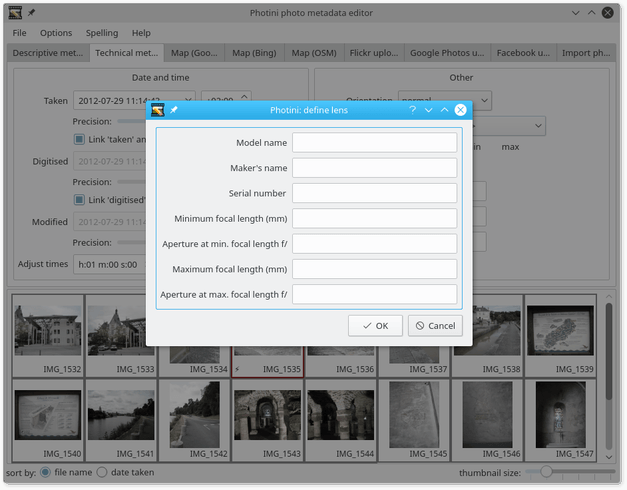 Photini photo metadata editor
File Options Spelling Help
Descriptive met... Technical met... Map (Goo... Map (Bing) Map (OSM) Flickr uplo... Google Photos u... Facebook u... Import ph...
Date and time Other
Taken 2012-07-29 11:14:42 +02:00 Orientation normal
Photini: define lens
Precision:
Link 'taken' an
min max
Digitised 2012-07-29 11:14
Precision:
Link 'digitised'
Modified 2012-07-29 11:14
Precision:
Adjust times h:01 m:00 s:00
Model name
Maker's name
Serial number
Minimum focal length (mm)
Aperture at min. focal length f/
Maximum focal length (mm)
Aperture at max. focal length f/
OK Cancel
IMG_1532 IMG_1533 IMG_1534 IMG_1535 IMG_1536 IMG_1537 IMG_1538 IMG_1539
IMG_1540 IMG_1541 IMG_1542 IMG_1543 IMG_1544 IMG_1545 IMG_1546 IMG_1547
sort by: file name date taken thumbnail size: